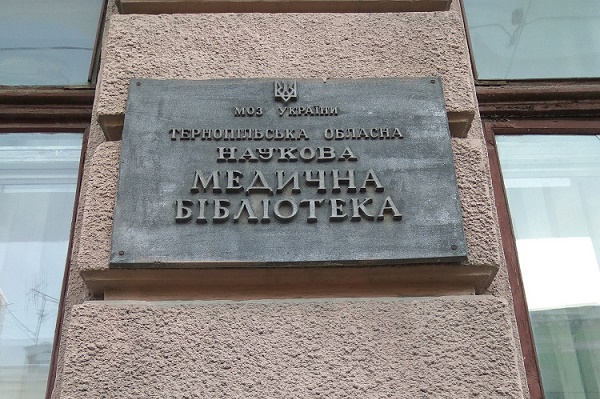 МОЗ УКРАЇНИ
ТЕРНОПІЛЬСЬКА ОБЛАСНА
НАУКОВА
МЕДИЧНА
БІБЛІОТЕКА